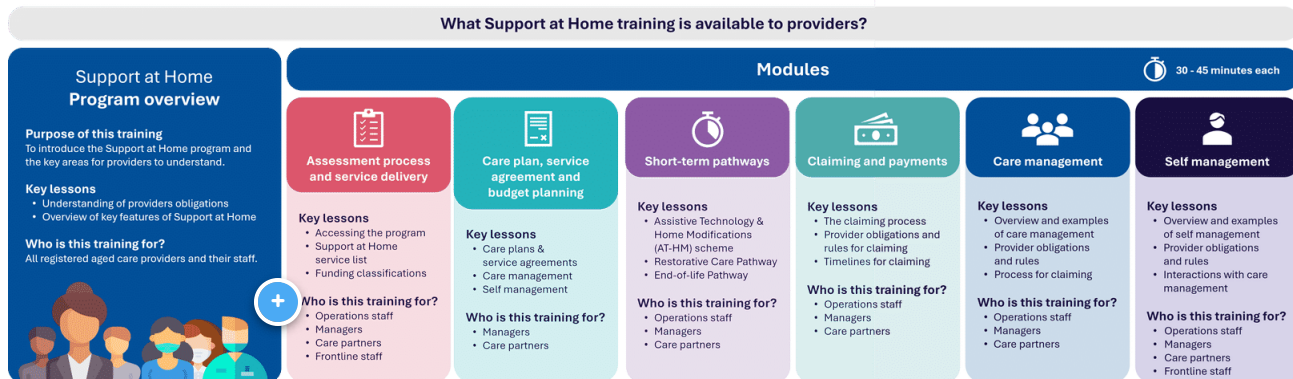 What Support at Home training is available to providers?
Support at Home
Program overview
Purpose of this training
To introduce the Support at Home program and
the key areas for providers to understand.
Key lessons
• Understanding of providers obligations
• Overview of key features of Support at Home
Who is this training for?
All registered aged care providers and their staff.
+
Modules
30 - 45 minutes each
Assessment process
and service delivery
Key lessons
• Accessing the program
• Support at Home
service list
• Funding classifications
Who is this training for?
• Operations staff
• Managers
• Care partners
• Frontline staff
Care plan, service
agreement and
budget planning
Key lessons
• Care plans &
service agreements
• Care management
• Self management
Who is this training for?
• Managers
• Care partners
Short-term pathways
Key lessons
• Assistive Technology &
Home Modifications
(AT-HM) scheme
• Restorative Care Pathway
• End-of-life Pathway
Who is this training for?
• Operations staff
• Managers
• Care partners
Claiming and payments
Key lessons
• The claiming process
• Provider obligations and
rules for claiming
• Timelines for claiming
Who is this training for?
• Operations staff
• Managers
• Care partners
Care management
Key lessons
• Overview and examples
of care management
• Provider obligations
and rules
• Process for claiming
Who is this training for?
• Operations staff
• Managers
• Care partners
Self management
Key lessons
• Overview and examples
of self management
• Provider obligations
and rules
• Interactions with care
management
Who is this training for?
• Operations staff
• Managers
• Care partners
• Frontline staff